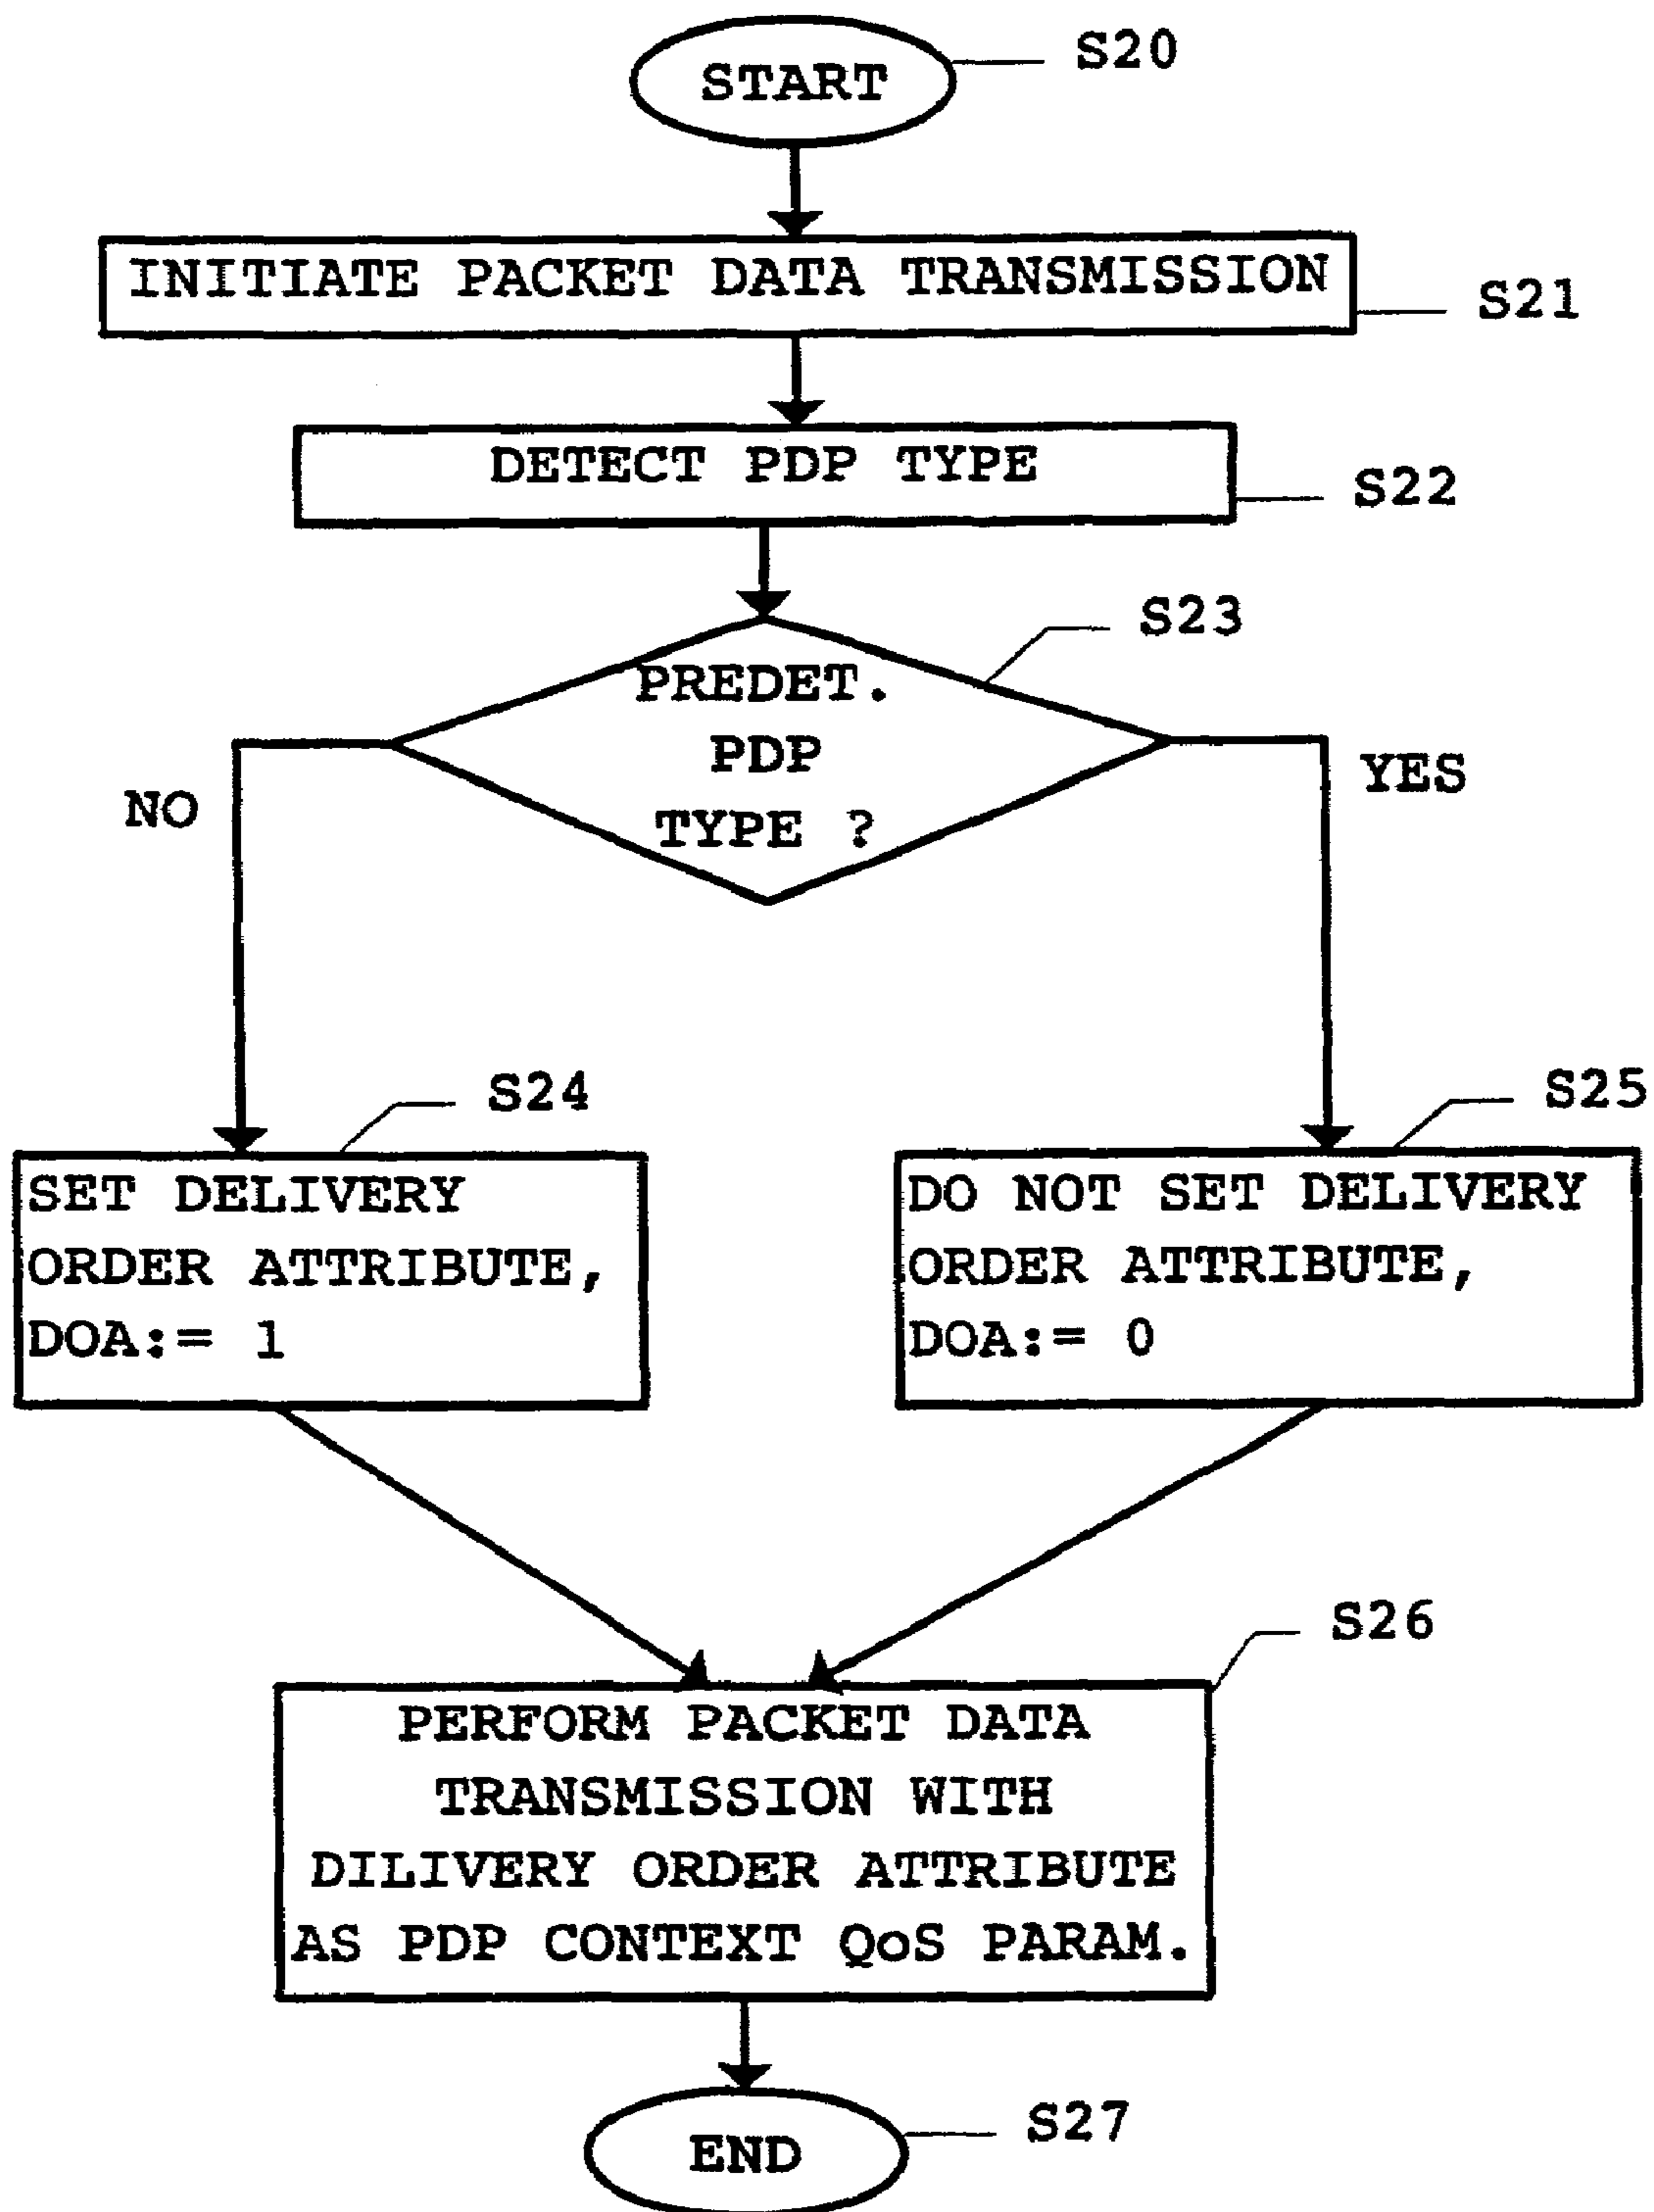 START
S20
INITIATE PACKET DATA TRANSMISSION
S21
DETECT PDP TYPE
S22
S23
PREDET.
PDP
TYPE ?
NO
YES
S24
SET DELIVERY
ORDER ATTRIBUTE,
DOA:= 1
S25
DO NOT SET DELIVERY
ORDER ATTRIBUTE,
DOA:= 0
S26
PERFORM PACKET DATA
TRANSMISSION WITH
DILIVERY ORDER ATTRIBUTE
AS PDP CONTEXT QoS PARAM.
END
S27